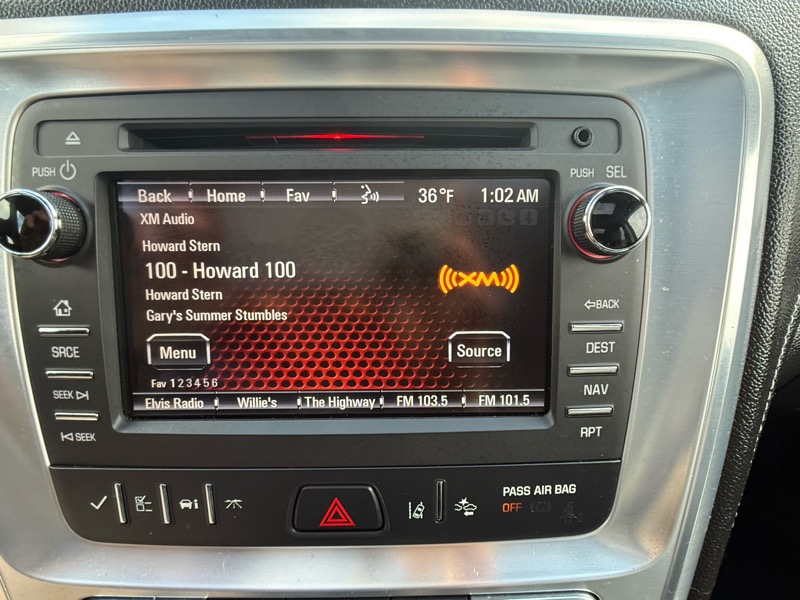 PUSH
PUSH SEL
Back Home Fav 36°F 1:02 AM
XM Audio
Howard Stern
100 - Howard 100
Howard Stern
Gary's Summer Stumbles
XM
Menu Source
Fav 1 2 3 4 5 6
Elvis Radio Willie's The Highway FM 103.5 FM 101.5
SRCE
SEEK
SEEK
BACK
DEST
NAV
RPT
PASS AIR BAG
OFF